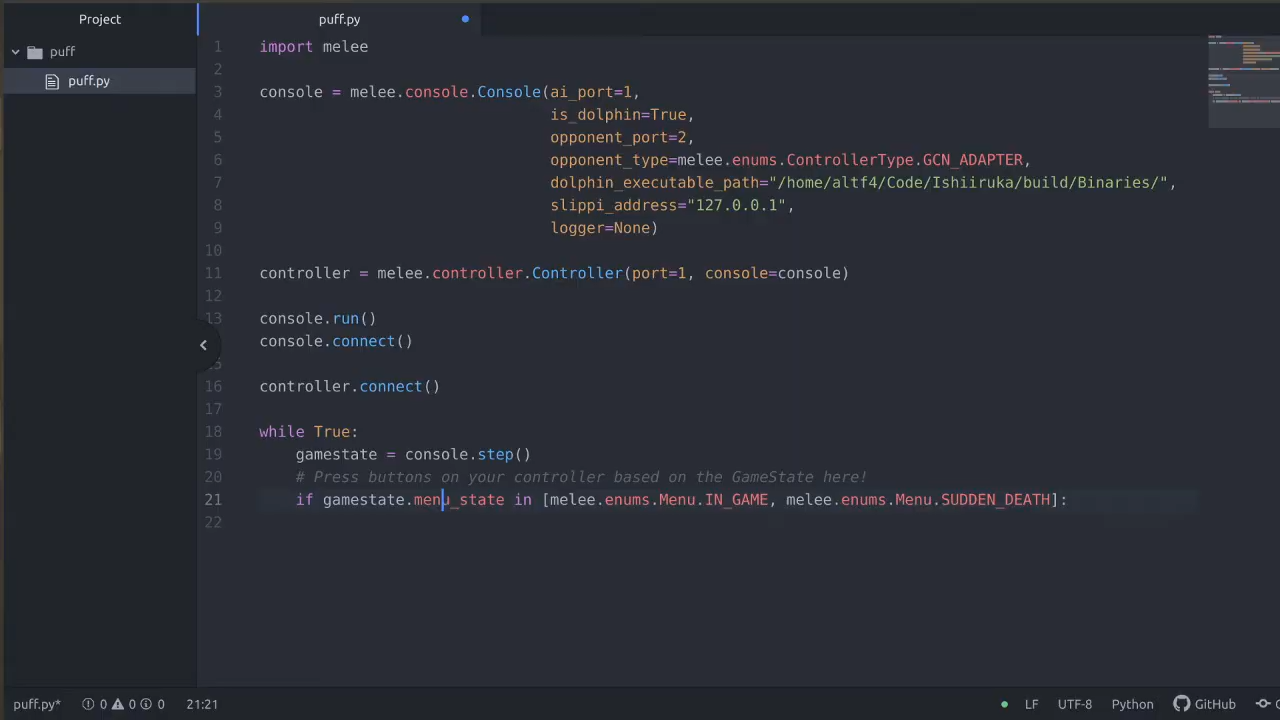 Project
puff.py
puff
puff.py
1 import melee
2
3 console = melee.console.Console(ai_port=1,
4 is_dolphin=True,
5 opponent_port=2,
6 opponent_type=melee.enums.ControllerType.GCN_ADAPTER,
7 dolphin_executable_path="/home/altf4/Code/Ishiiruka/build/Binaries/",
8 slippi_address="127.0.0.1",
9 logger=None)
10
11 controller = melee.controller.Controller(port=1, console=console)
12
13 console.run()
console.connect()
16 controller.connect()
17
18 while True:
19 gamestate = console.step()
20 # Press buttons on your controller based on the GameState here!
21 if gamestate.menu_state in [melee.enums.Menu.IN_GAME, melee.enums.Menu.SUDDEN_DEATH]:
22
puff.py* 0 0 0 21:21 LF UTF-8 Python GitHub